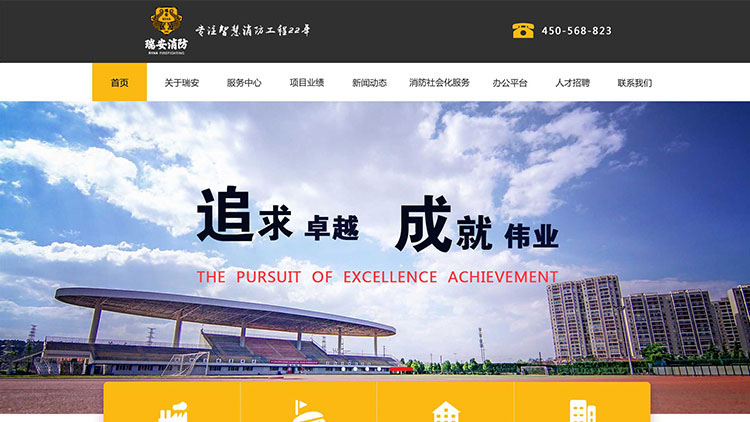 瑞安消防
RYAN FIREFIGHTING
专注智慧消防工程22年
450-568-823
首页 关于瑞安 服务中心 项目业绩 新闻动态 消防社会化服务 办公平台 人才招聘 联系我们
追求 卓越 成就 伟业
THE PURSUIT OF EXCELLENCE ACHIEVEMENT